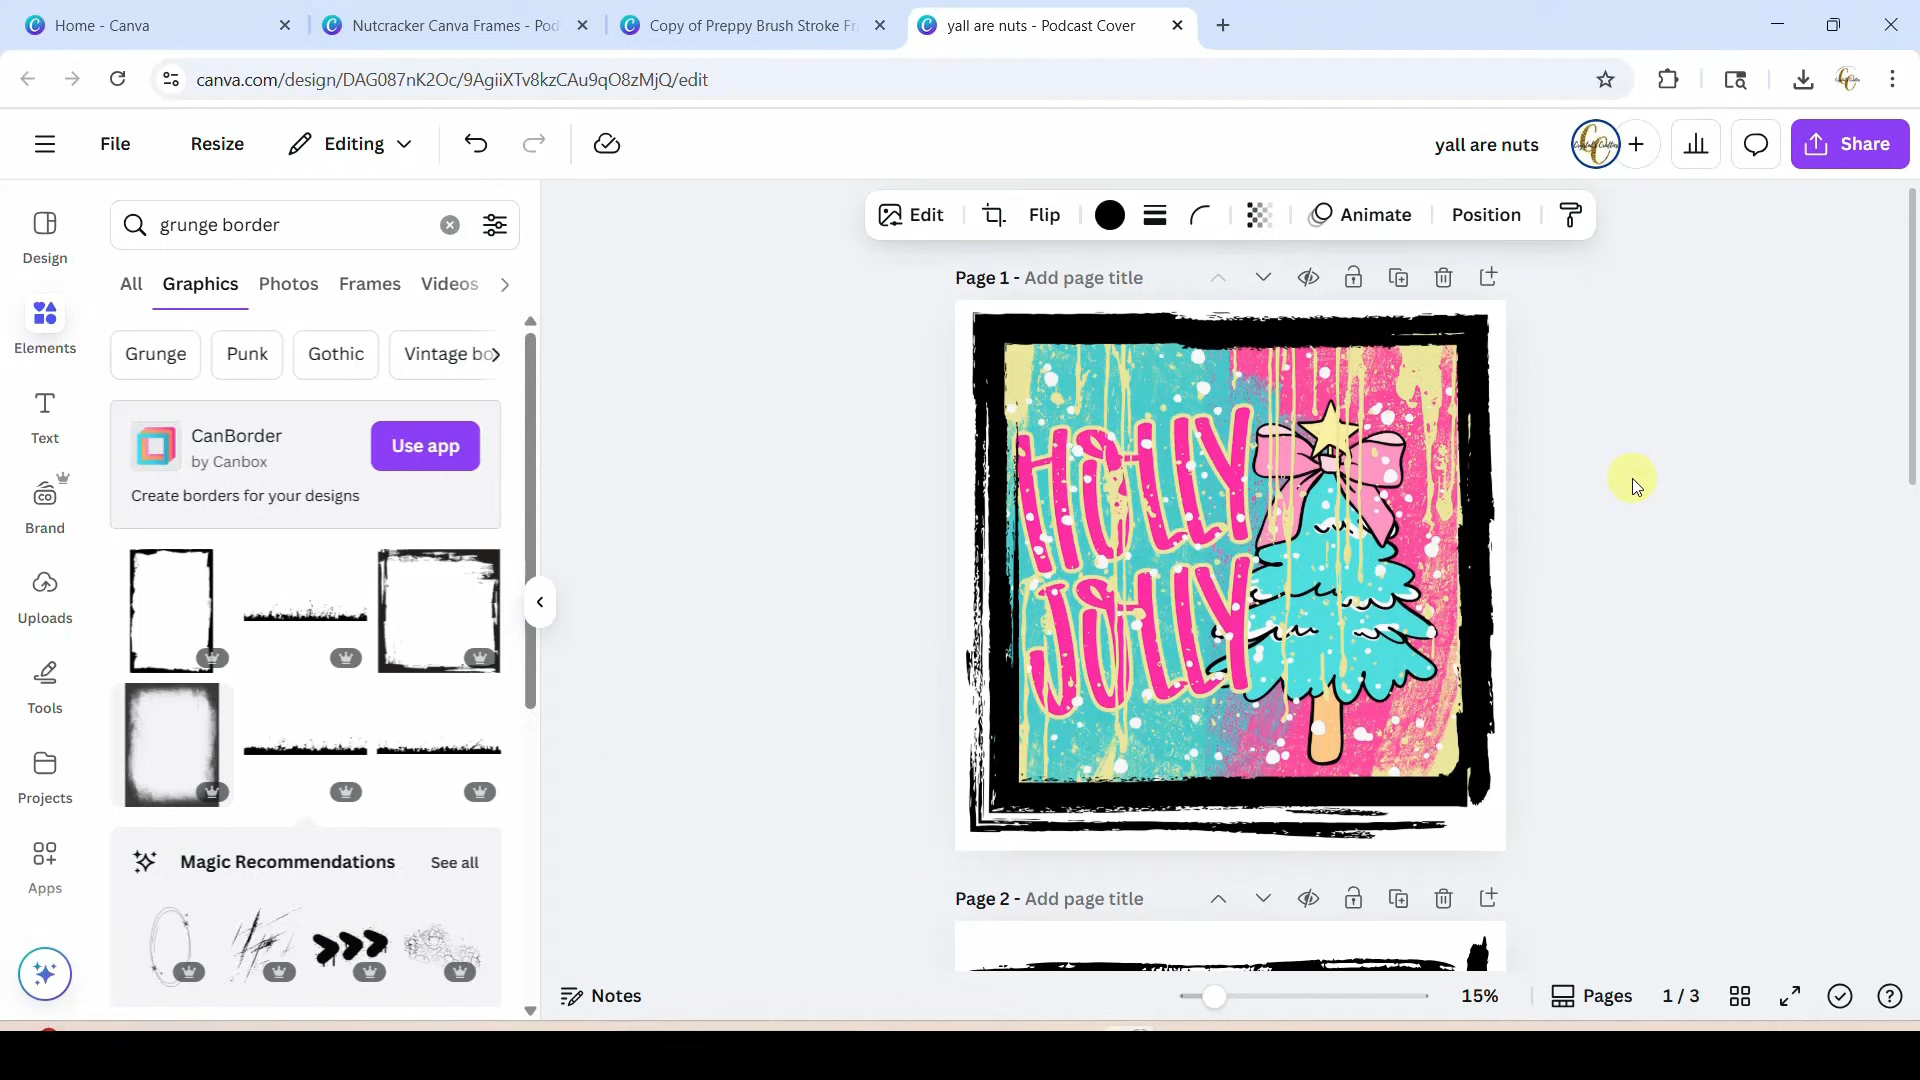 Home - Canva
Nutcracker Canva Frames - Pod
Copy of Preppy Brush Stroke Fr
yall are nuts - Podcast Cover
canva.com/design/DAG087nK2Oc/9AgiiXTv8kzCAu9qO8zMjQ/edit
File
Resize
Editing
yall are nuts
Share
Design
Elements
Text
Brand
Uploads
Tools
Projects
Apps
grunge border
All
Graphics
Photos
Frames
Videos
Grunge
Punk
Gothic
Vintage bo
CanBorder
by Canbox
Use app
Create borders for your designs
Magic Recommendations
See all
Edit
Flip
Animate
Position
Page 1 - Add page title
HOLLY
JOLLY
Page 2 - Add page title
Notes
15%
Pages
1 / 3